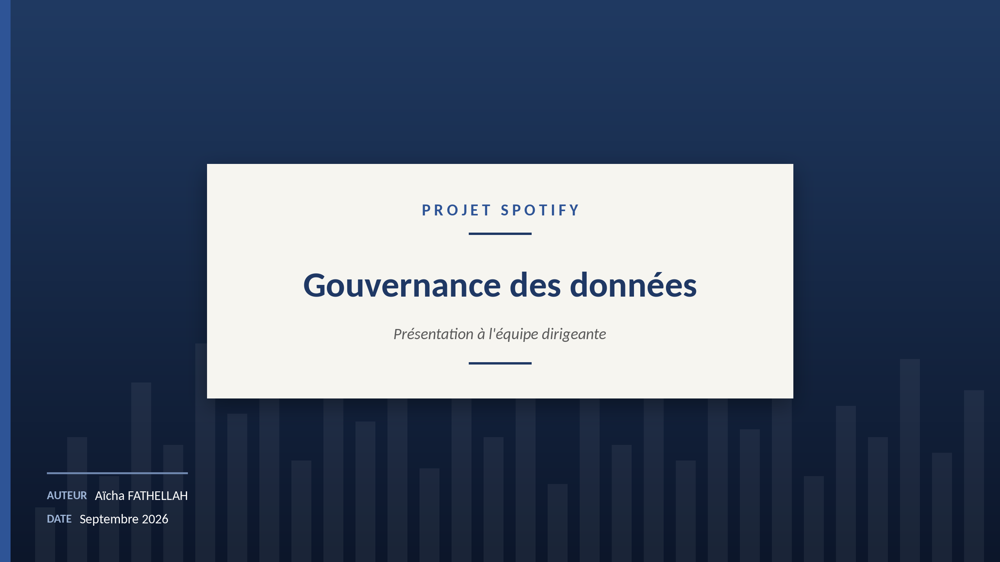 PROJET SPOTIFY
Gouvernance des données
Présentation à l'équipe dirigeante
AUTEUR Aïcha FATHELLAH
DATE Septembre 2026